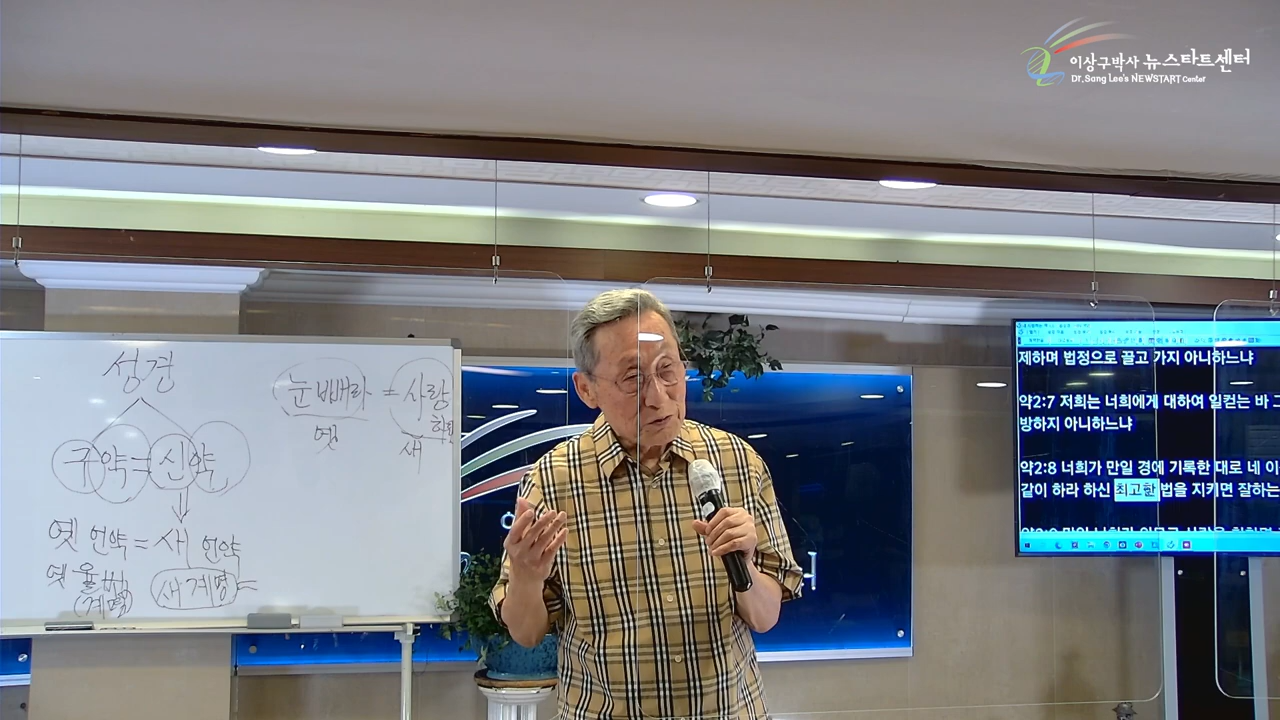 이상구박사 뉴스타트센터
Dr. Sang Lee's NEWSTART Center
성경
구약=신약
옛 언약=새 언약
옛 율법 새계명=
(계명)
눈 빼라 = 사랑
옛
새
제하며 법정으로 끌고 가지 아니하느냐
약2:7 저희는 너희에게 대하여 일컫는 바 그
방하지 아니하느냐
약2:8 너희가 만일 경에 기록한 대로 네 이
같이 하라 하신 최고한 법을 지키면 잘하는